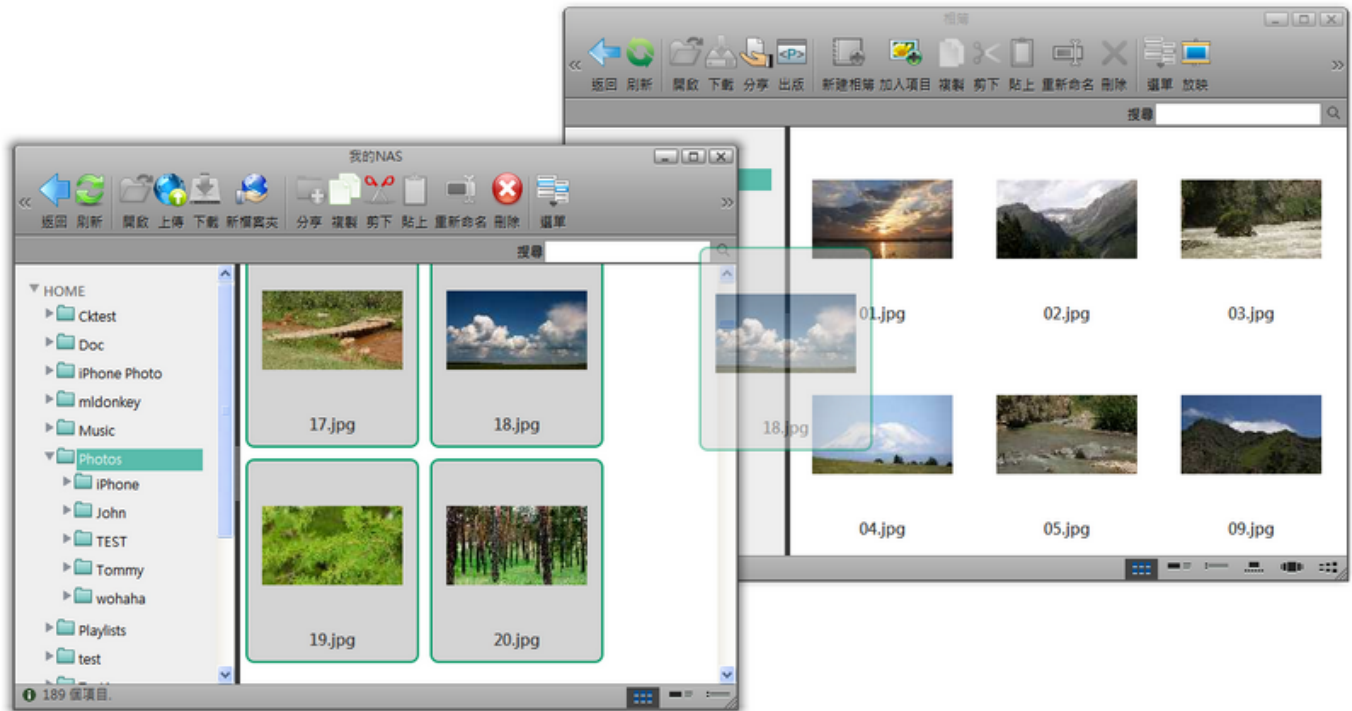 相簿
返回 刷新 開啟 下載 分享 出版 新建相簿 加入項目 複製 剪下 貼上 重新命名 刪除 選單 放映
搜尋
01.jpg 02.jpg 03.jpg
04.jpg 05.jpg 09.jpg
我的NAS
返回 刷新 開啟 上傳 下載 新檔案夾 分享 複製 剪下 貼上 重新命名 刪除 選單
搜尋
HOME
Cktest
Doc
iPhone Photo
mldonkey
Music
Photos
iPhone
John
TEST
Tommy
wohaha
Playlists
test
17.jpg 18.jpg
18.jpg
19.jpg 20.jpg
189 個項目.